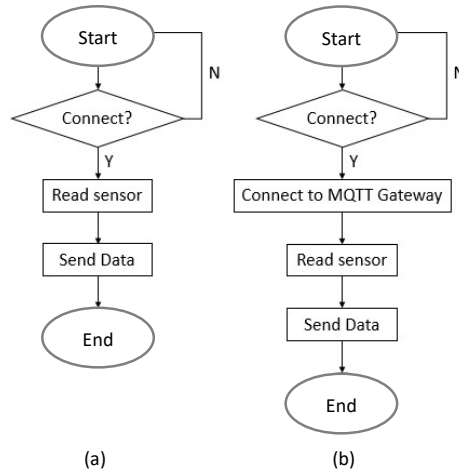 Start
N
Connect?
Y
Read sensor
Send Data
End
(a)
Start
N
Connect?
Y
Connect to MQTT Gateway
Read sensor
Send Data
End
(b)